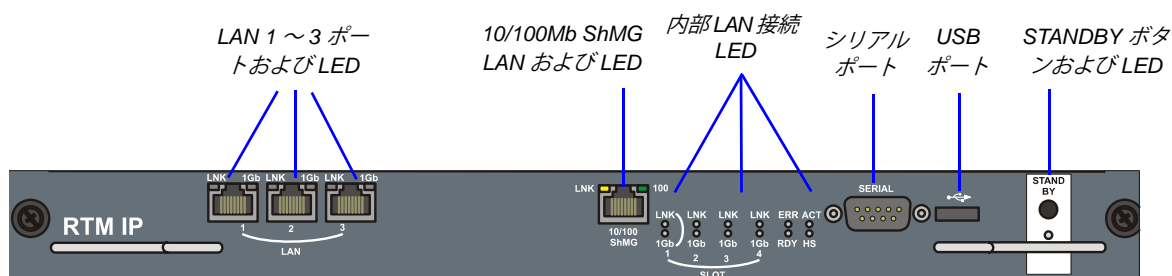 LAN 1 ～ 3 ポー
トおよび LED
10/100Mb ShMG
LAN および LED
内部 LAN 接続
LED
シリアル
ポート
USB
ポート
STANDBY ボタ
ンおよび LED
LNK 1Gb LNK 1Gb LNK 1Gb
1 2 3
LAN
RTM IP
LNK 100
10/100
ShMG
LNK LNK LNK LNK ERR ACT
1Gb 1Gb 1Gb 1Gb RDY HS
1 2 3 4
SLOT
SERIAL
STAND
BY